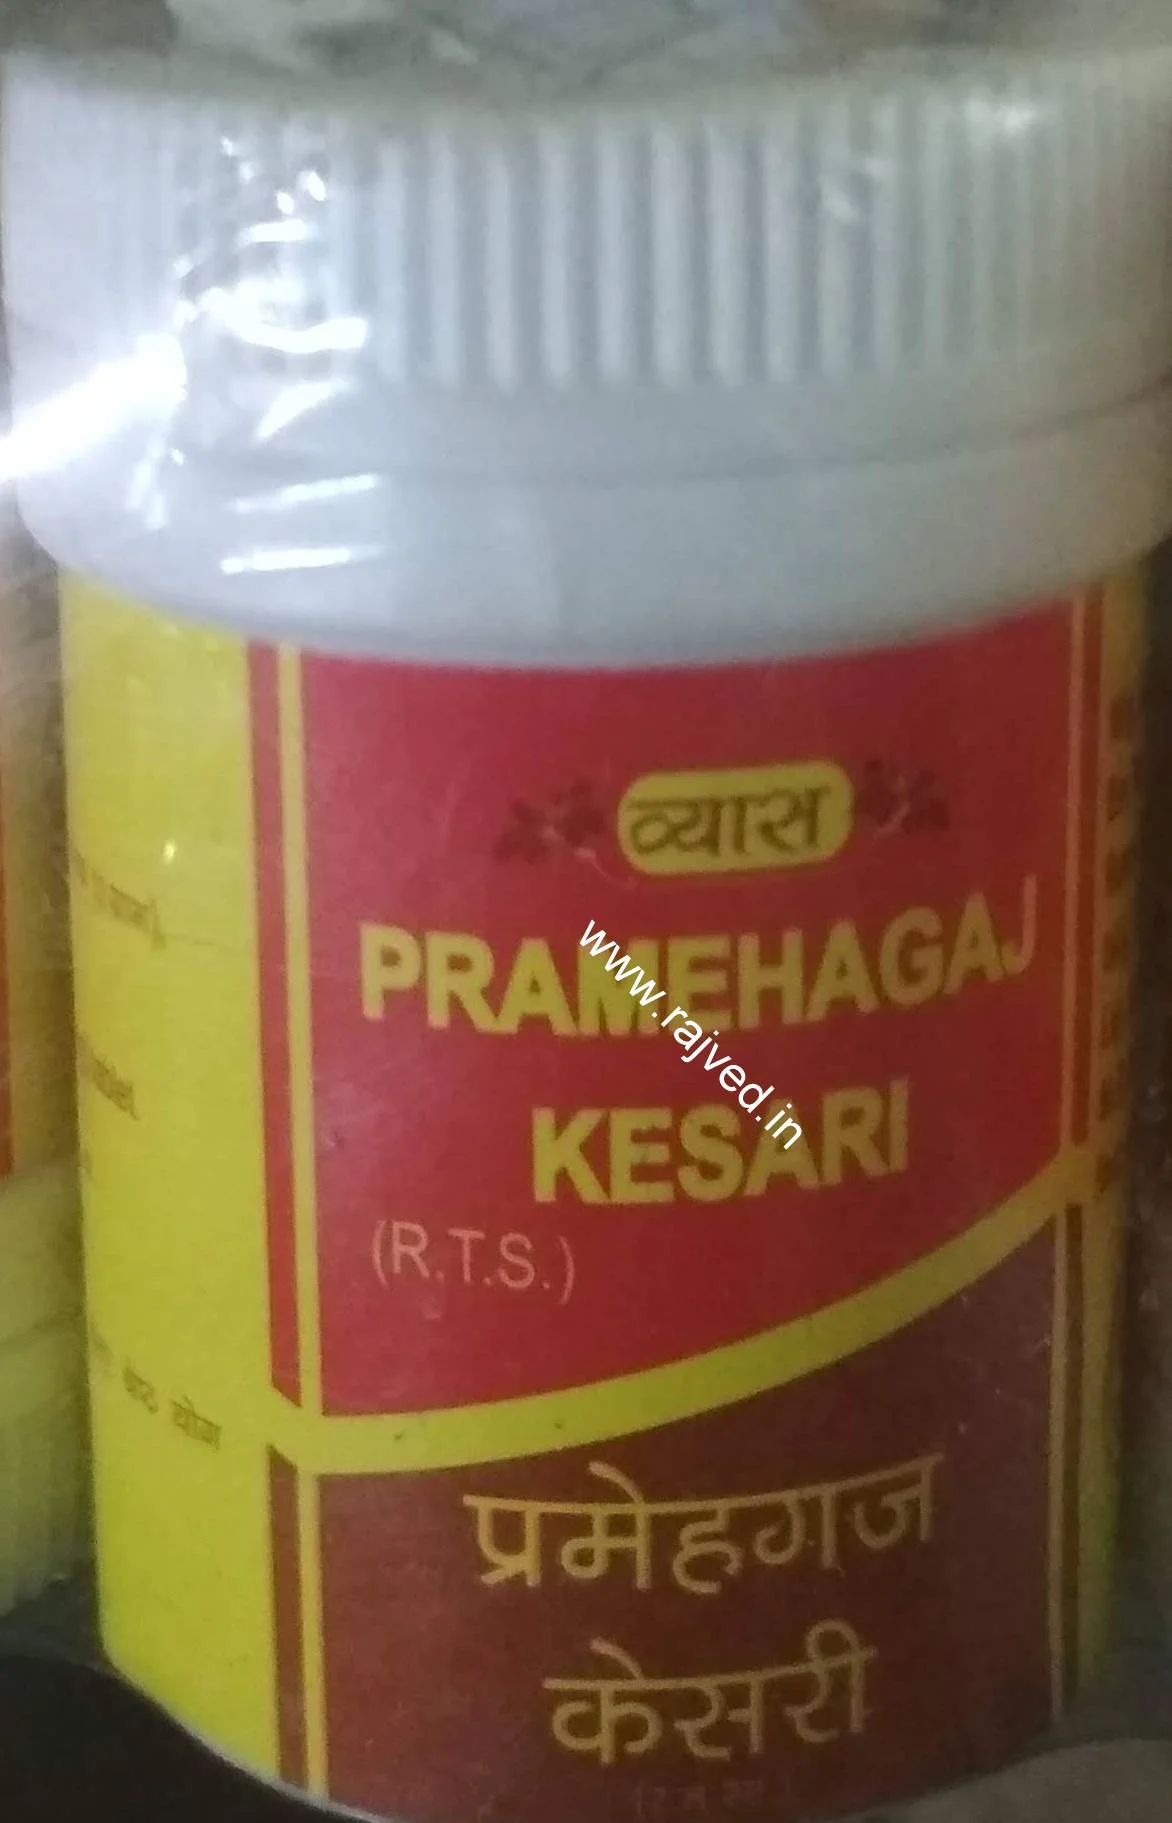 व्यास
PRAMEHAGAJ
KESARI
(R.T.S.)
www.rajved.in
प्रमेहगज
केसरी